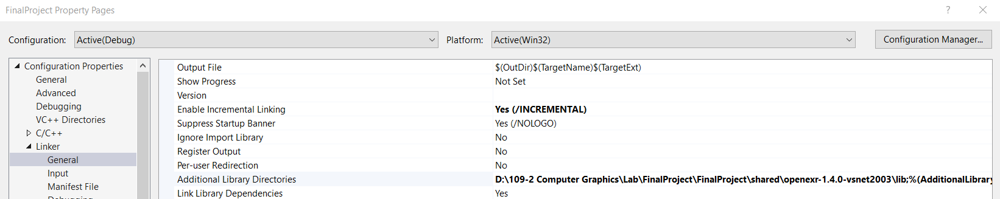 FinalProject Property Pages
Configuration: Active(Debug) Platform: Active(Win32) Configuration Manager...
Configuration Properties
General
Advanced
Debugging
VC++ Directories
C/C++
Linker
General
Input
Manifest File
Debugging
Output File $(OutDir)$(TargetName)$(TargetExt)
Show Progress Not Set
Version
Enable Incremental Linking Yes (/INCREMENTAL)
Suppress Startup Banner Yes (/NOLOGO)
Ignore Import Library No
Register Output No
Per-user Redirection No
Additional Library Directories D:\109-2 Computer Graphics\Lab\FinalProject\FinalProject\shared\openexr-1.4.0-vsnet2003\lib;%(AdditionalLibrary
Link Library Dependencies Yes